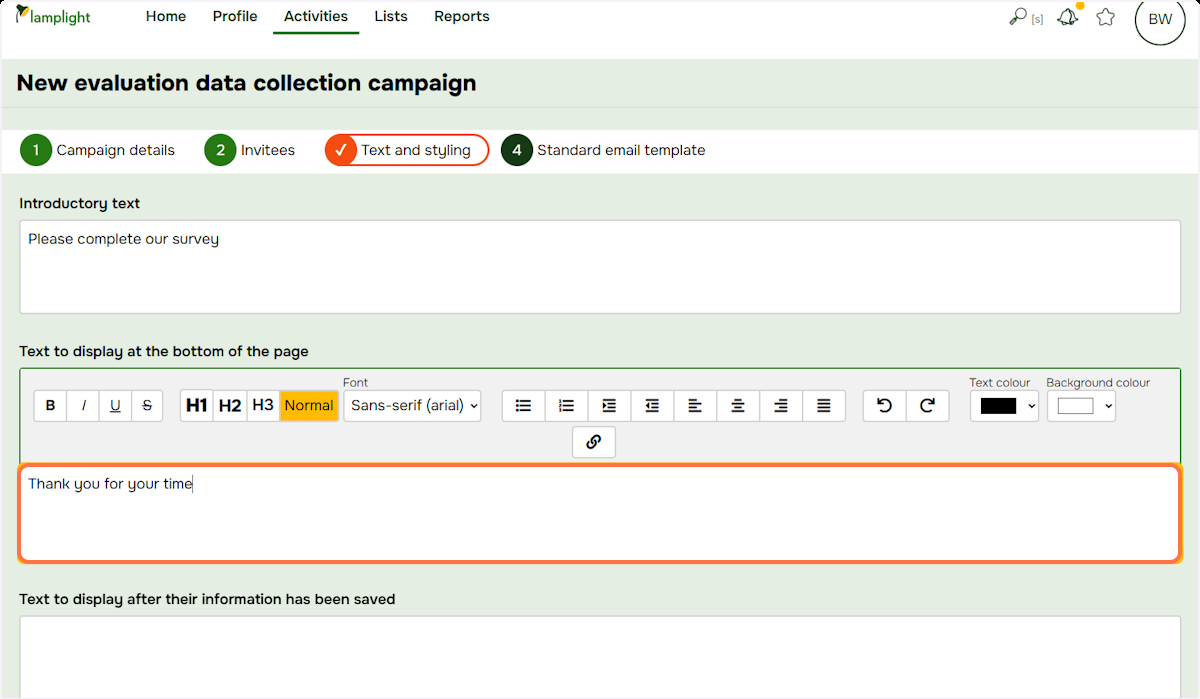 lamplight
Home Profile Activities Lists Reports
[s]
BW
New evaluation data collection campaign
1 Campaign details 2 Invitees Text and styling 4 Standard email template
Introductory text
Please complete our survey
Text to display at the bottom of the page
Font Text colour Background colour
B I U S H1 H2 H3 Normal Sans-serif (arial)
Thank you for your time
Text to display after their information has been saved